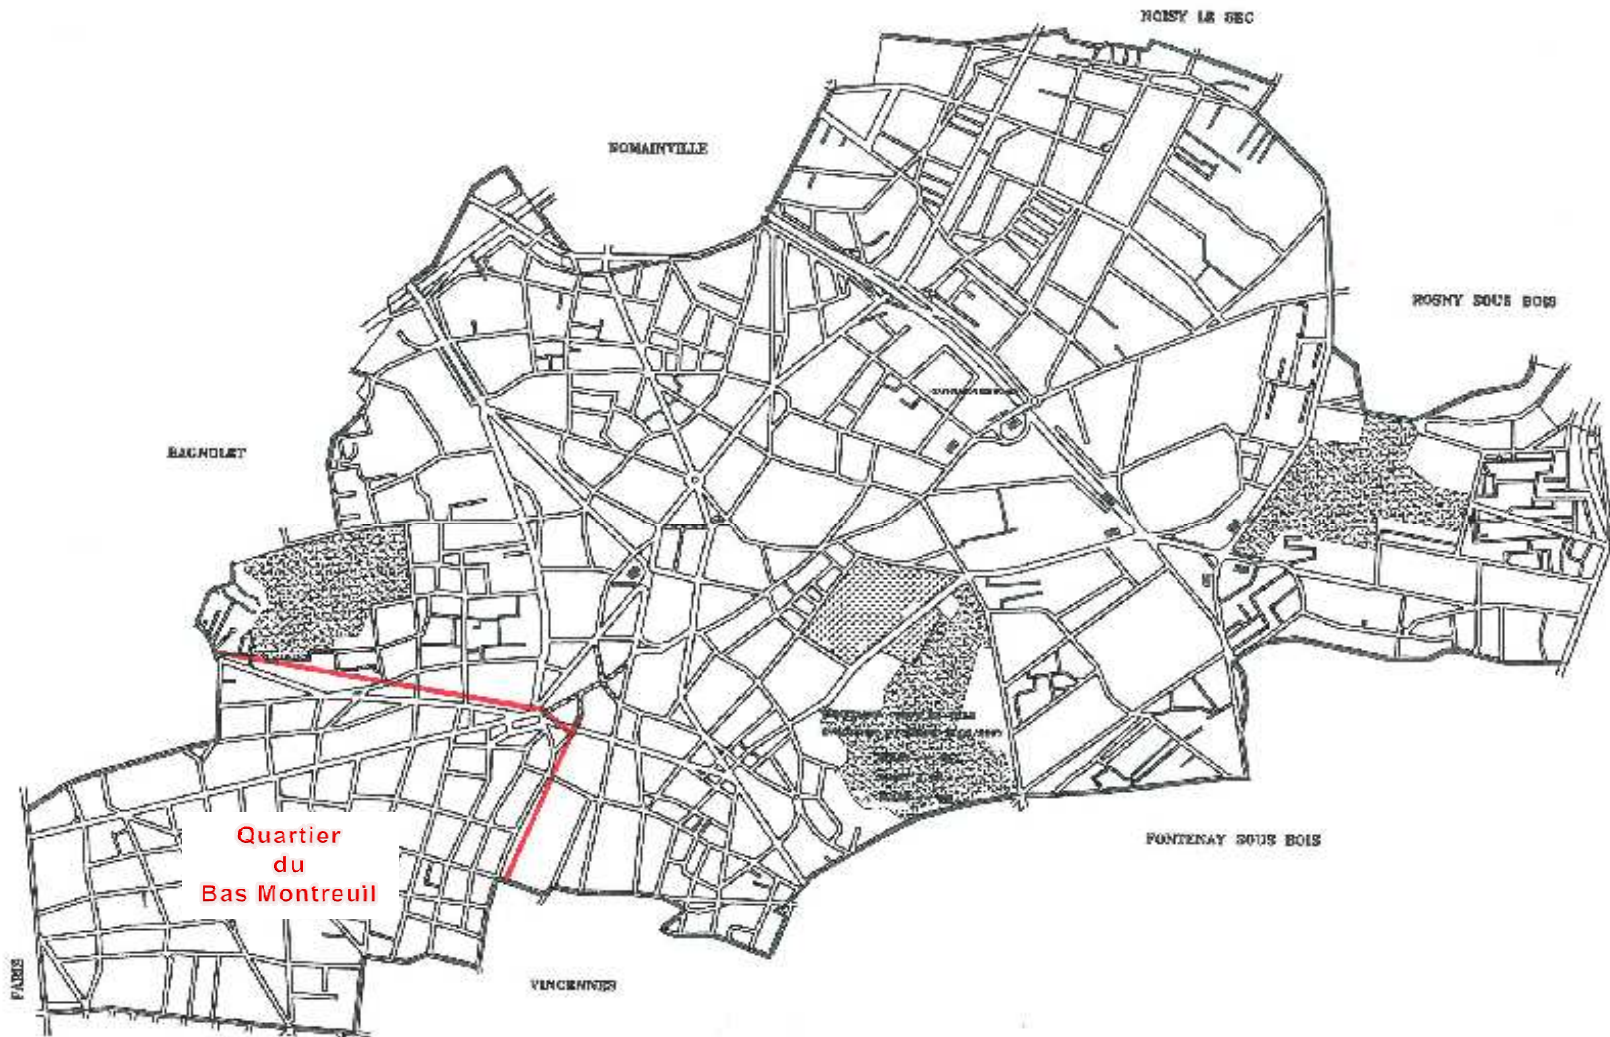 NOISY LE SEC
ROMAINVILLE
ROSNY SOUS BOIS
BAGNOLET
FONTENAY SOUS BOIS
Quartier
du
Bas Montreuil
PARIS
VINCENNES